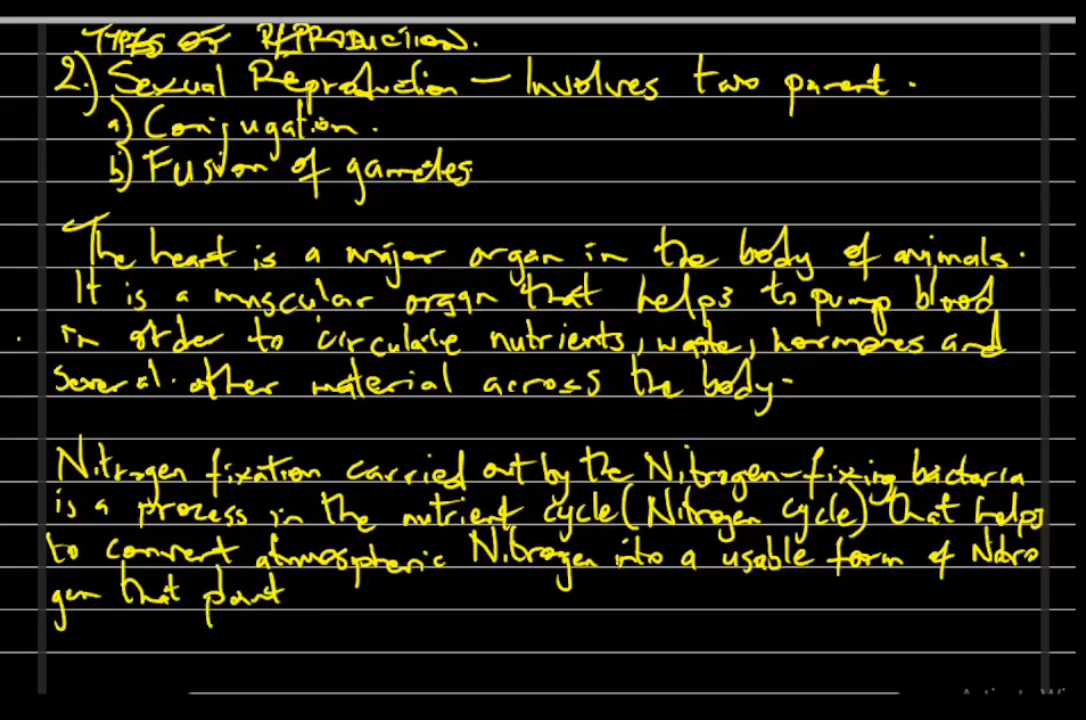 TYPES OF REPRODUCTION.
2.) Sexual Reproduction – Involves two parent.
a) Conjugation.
b) Fusion of gametes
The heart is a major organ in the body of animals.
It is a muscular organ that helps to pump blood
in order to circulate nutrients, waste, hormones and
several other material across the body-
Nitrogen fixation carried out by the Nitrogen-fixing bacteria
is a process in the nutrient cycle (Nitrogen Cycle) that helps
to convert atmospheric Nitrogen into a usable form of Nitro
gen that plant